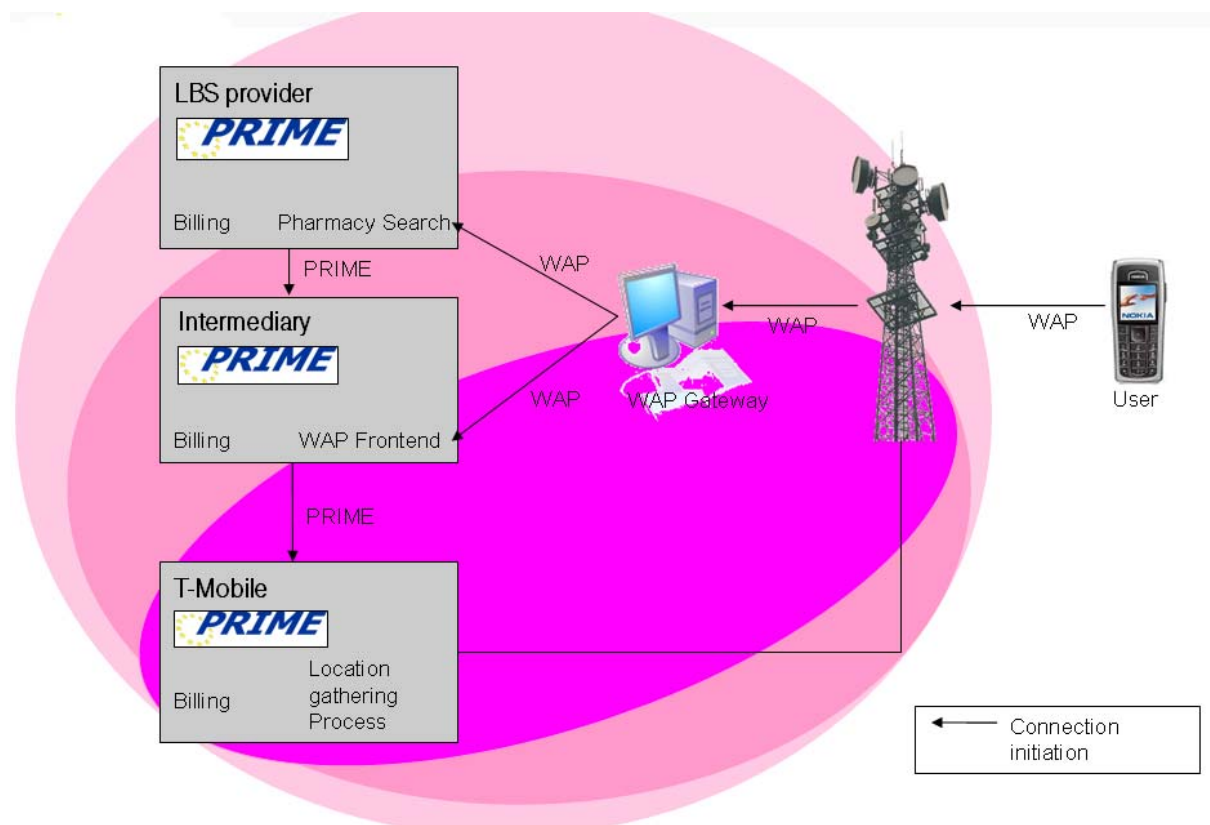 LBS provider
PRIME
Billing
Pharmacy Search
PRIME
WAP
Intermediary
PRIME
WAP
WAP
NOKIA
WAP
WAP Gateway
User
Billing
WAP Frontend
PRIME
T-Mobile
PRIME
Location
gathering
Process
Billing
Connection
initiation